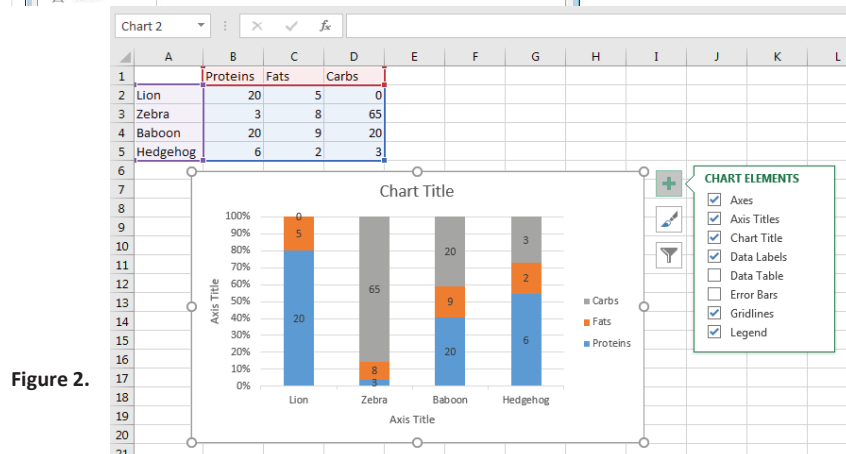 Chart 2
fx
A B C D E F G H I J K L
1 Proteins Fats Carbs
2 Lion 20 5 0
3 Zebra 3 8 65
4 Baboon 20 9 20
5 Hedgehog 6 2 3
6
7
8
9
10
11
12
13
14
15
16
17
18
19
20
21
Chart Title
100%
90%
80%
70%
60%
50%
40%
30%
20%
10%
0%
Axis Title
0
5
20
65
8
3
20
9
20
3
2
6
Lion Zebra Baboon Hedgehog
Axis Title
Carbs
Fats
Proteins
CHART ELEMENTS
Axes
Axis Titles
Chart Title
Data Labels
Data Table
Error Bars
Gridlines
Legend
Figure 2.